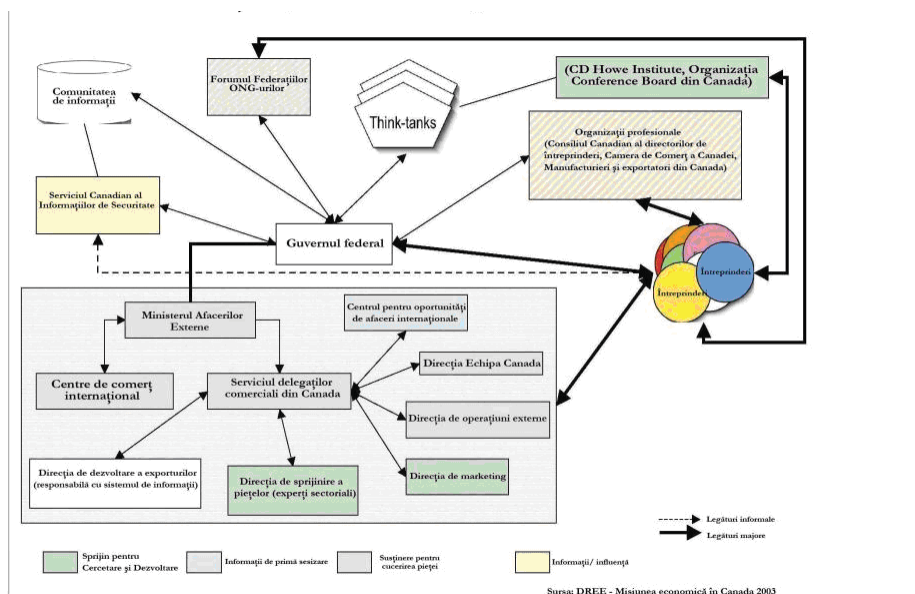 Comunitatea
de informații
Forumul Federațiilor
ONG-urilor
Think-tanks
(CD Howe Institute, Organizația
Conference Board din Canada)
Organizații profesionale
(Consiliul Canadian al directorilor de
întreprinderi, Camera de Comerț a Canadei,
Manufacturieri și exportatori din Canada)
Serviciul Canadian al
Informațiilor de Securitate
Guvernul federal
Întreprinderi
Întreprinderi
Ministerul Afacerilor
Externe
Centrul pentru oportunități
de afaceri internaționale
Direcția Echipa Canada
Centre de comerț
internațional
Serviciul delegaților
comerciali din Canada
Direcția de operațiuni externe
Direcția de dezvoltare a exporturilor
(responsabilă cu sistemul de informații)
Direcția de sprijinire a
piețelor (experți sectoriali)
Direcția de marketing
Legături informale
Legături majore
Sprijin pentru
Cercetare și Dezvoltare
Informații de primă sesizare
Susținere pentru
cucerirea pieței
Informații/ influență
Sursa: DREE - Misiunea economică în Canada 2003